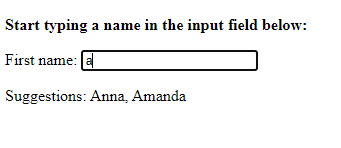 Start typing a name in the input field below:
First name: a
Suggestions: Anna, Amanda